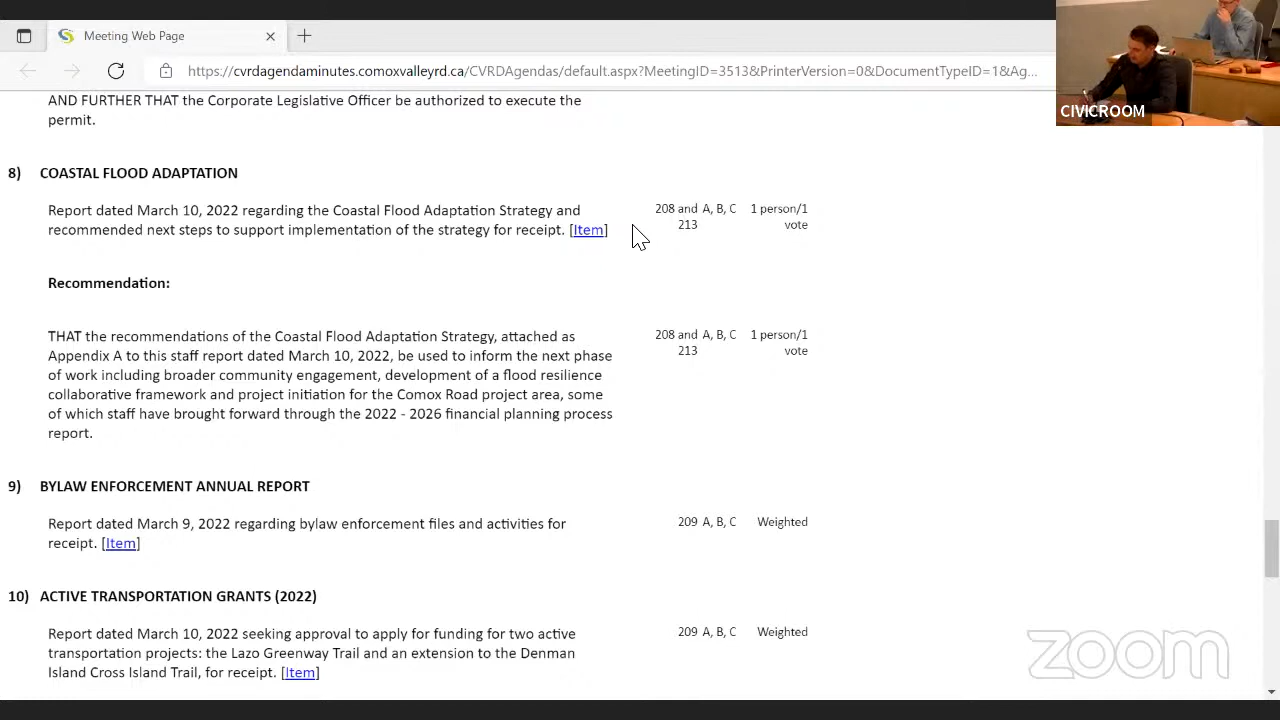 Meeting Web Page
https://cvrdagendaminutes.comoxvalleyrd.ca/CVRDAgendas/default.aspx?MeetingID=3513&PrinterVersion=0&DocumentTypeID=1&Ag...
CIVICROOM
AND FURTHER THAT the Corporate Legislative Officer be authorized to execute the
permit.
8) COASTAL FLOOD ADAPTATION
Report dated March 10, 2022 regarding the Coastal Flood Adaptation Strategy and 208 and A, B, C 1 person/1
recommended next steps to support implementation of the strategy for receipt. [Item] 213 vote
Recommendation:
THAT the recommendations of the Coastal Flood Adaptation Strategy, attached as 208 and A, B, C 1 person/1
Appendix A to this staff report dated March 10, 2022, be used to inform the next phase 213 vote
of work including broader community engagement, development of a flood resilience
collaborative framework and project initiation for the Comox Road project area, some
of which staff have brought forward through the 2022 - 2026 financial planning process
report.
9) BYLAW ENFORCEMENT ANNUAL REPORT
Report dated March 9, 2022 regarding bylaw enforcement files and activities for 209 A, B, C Weighted
receipt. [Item]
10) ACTIVE TRANSPORTATION GRANTS (2022)
Report dated March 10, 2022 seeking approval to apply for funding for two active 209 A, B, C Weighted
transportation projects: the Lazo Greenway Trail and an extension to the Denman
Island Cross Island Trail, for receipt. [Item]
zoom